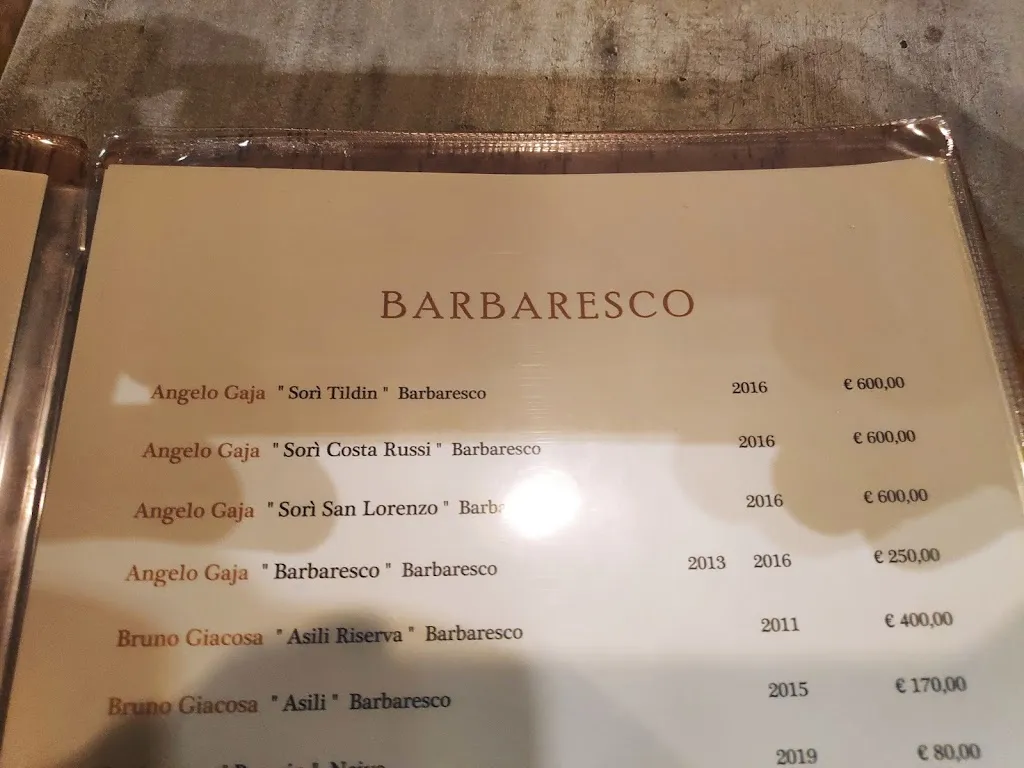 BARBARESCO
Angelo Gaja " Sorì Tildin " Barbaresco 2016 € 600,00
Angelo Gaja " Sorì Costa Russi " Barbaresco 2016 € 600,00
Angelo Gaja " Sorì San Lorenzo " 2016 € 600,00
Angelo Gaja " Barbaresco " Barbaresco 2013 2016 € 250,00
Bruno Giacosa " Asili Riserva " Barbaresco 2011 € 400,00
Bruno Giacosa " Asili " Barbaresco 2015 € 170,00
2019 € 80,00